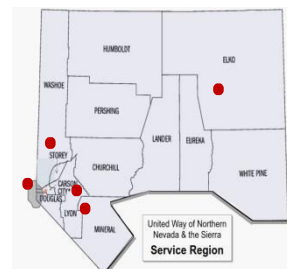 HUMBOLDT
ELKO
WASHOE
PERSHING
LANDER
EUREKA
STOREY
CHURCHILL
WHITE PINE
CARSON
CITY
DOUGLAS
LYON
MINERAL
United Way of Northern
Nevada & the Sierra
Service Region